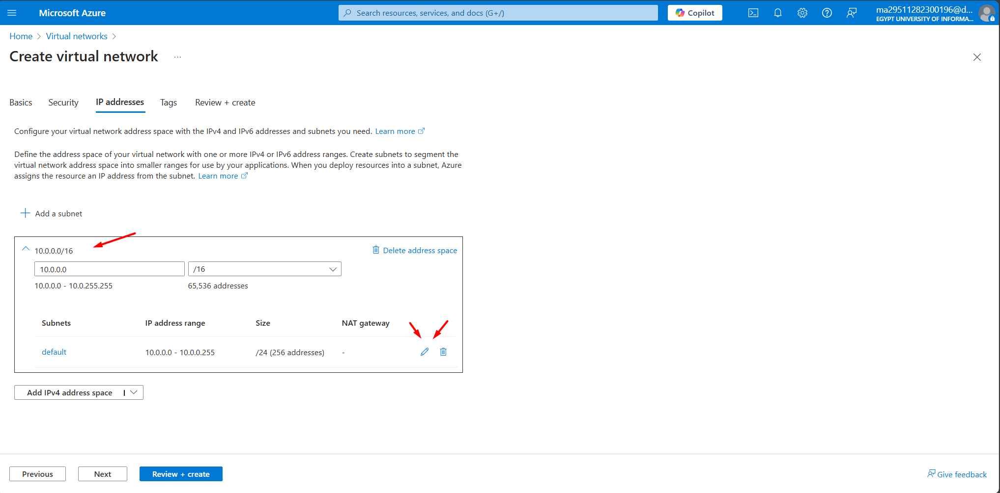 Microsoft Azure
Search resources, services, and docs (G+/)
Copilot
ma29511282300196@d...
EGYPT UNIVERSITY OF INFORMA...
Home > Virtual networks >
Create virtual network ...
Basics Security IP addresses Tags Review + create
Configure your virtual network address space with the IPv4 and IPv6 addresses and subnets you need. Learn more
Define the address space of your virtual network with one or more IPv4 or IPv6 address ranges. Create subnets to segment the
virtual network address space into smaller ranges for use by your applications. When you deploy resources into a subnet, Azure
assigns the resource an IP address from the subnet. Learn more
Add a subnet
10.0.0.0/16 Delete address space
10.0.0.0 /16
10.0.0.0 - 10.0.255.255 65,536 addresses
Subnets IP address range Size NAT gateway
default 10.0.0.0 - 10.0.0.255 /24 (256 addresses) -
Add IPv4 address space |
Previous Next Review + create Give feedback